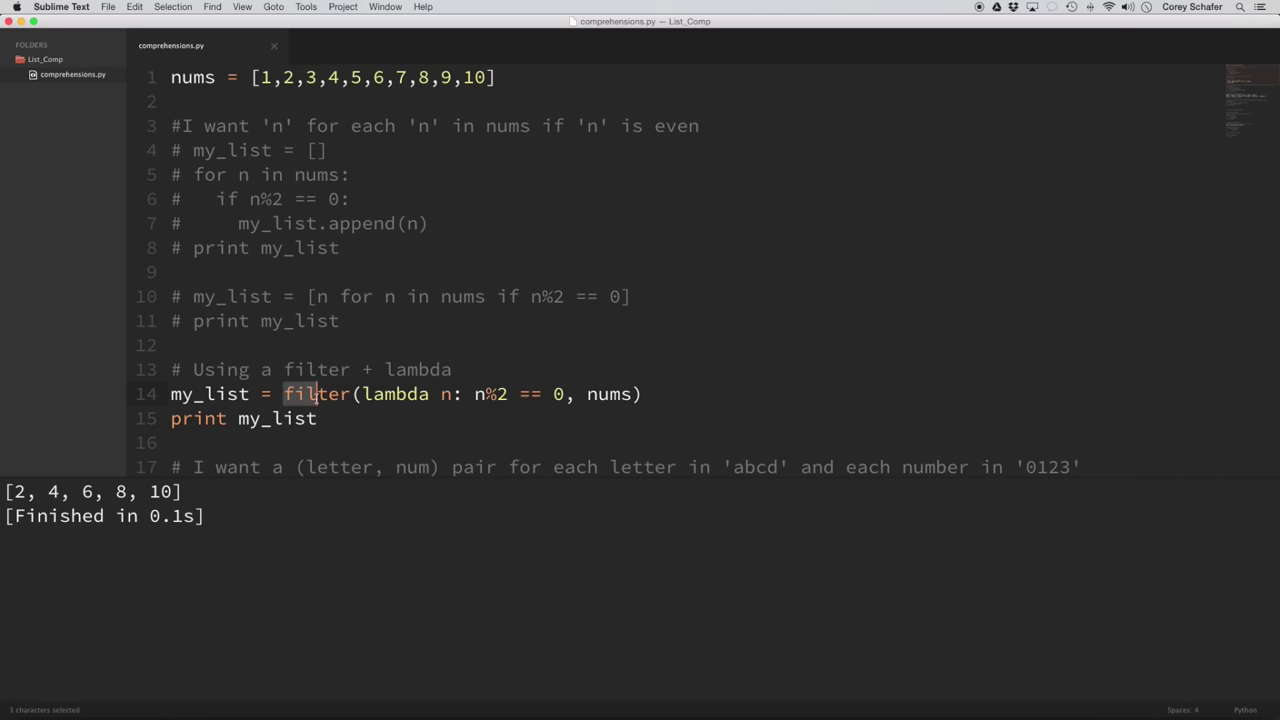 Sublime Text File Edit Selection Find View Goto Tools Project Window Help Corey Schafer
comprehensions.py — List_Comp
FOLDERS
List_Comp
comprehensions.py
comprehensions.py ×
1 nums = [1,2,3,4,5,6,7,8,9,10]
2
3 #I want 'n' for each 'n' in nums if 'n' is even
4 # my_list = []
5 # for n in nums:
6 #   if n%2 == 0:
7 #     my_list.append(n)
8 # print my_list
9
10 # my_list = [n for n in nums if n%2 == 0]
11 # print my_list
12
13 # Using a filter + lambda
14 my_list = filter(lambda n: n%2 == 0, nums)
15 print my_list
16
17 # I want a (letter, num) pair for each letter in 'abcd' and each number in '0123'
[2, 4, 6, 8, 10]
[Finished in 0.1s]
3 characters selected Spaces: 4 Python